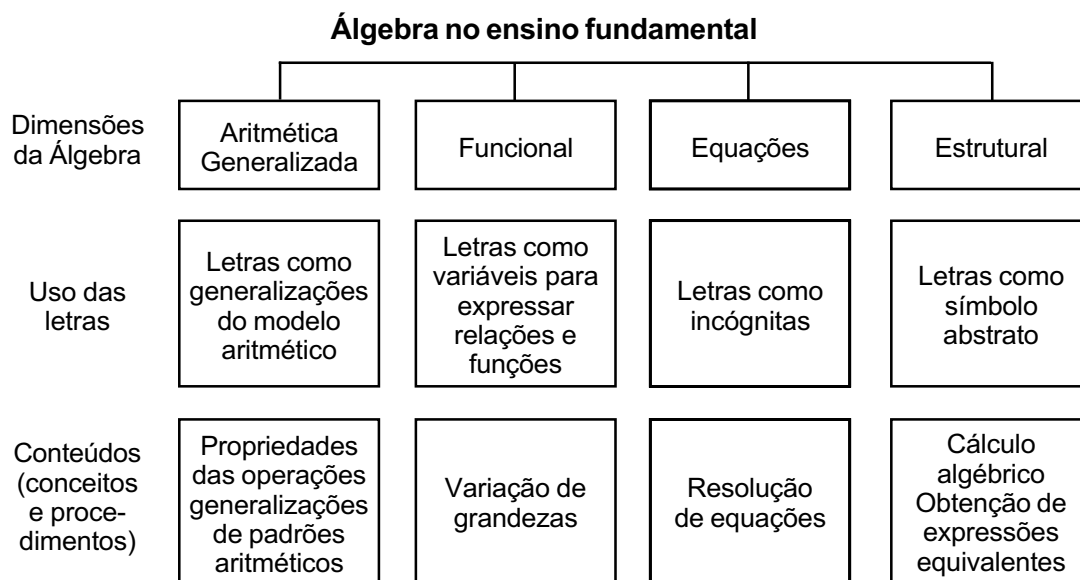 Álgebra no ensino fundamental
Dimensões
da Álgebra
Aritmética
Generalizada
Funcional
Equações
Estrutural
Uso das
letras
Letras como
generalizações
do modelo
aritmético
Letras como
variáveis para
expressar
relações e
funções
Letras como
incógnitas
Letras como
símbolo
abstrato
Conteúdos
(conceitos
e proce-
dimentos)
Propriedades
das operações
generalizações
de padrões
aritméticos
Variação de
grandezas
Resolução
de equações
Cálculo
algébrico
Obtenção de
expressões
equivalentes